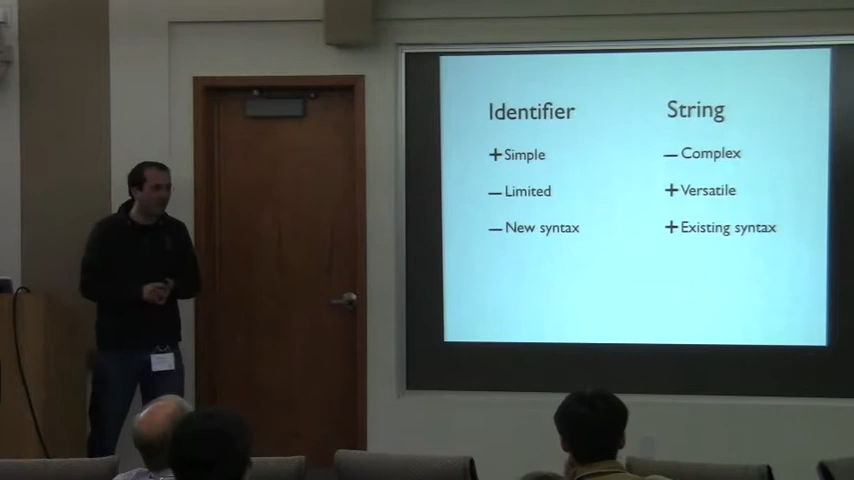 Identifier
+Simple
–Limited
–New syntax
String
–Complex
+Versatile
+Existing syntax